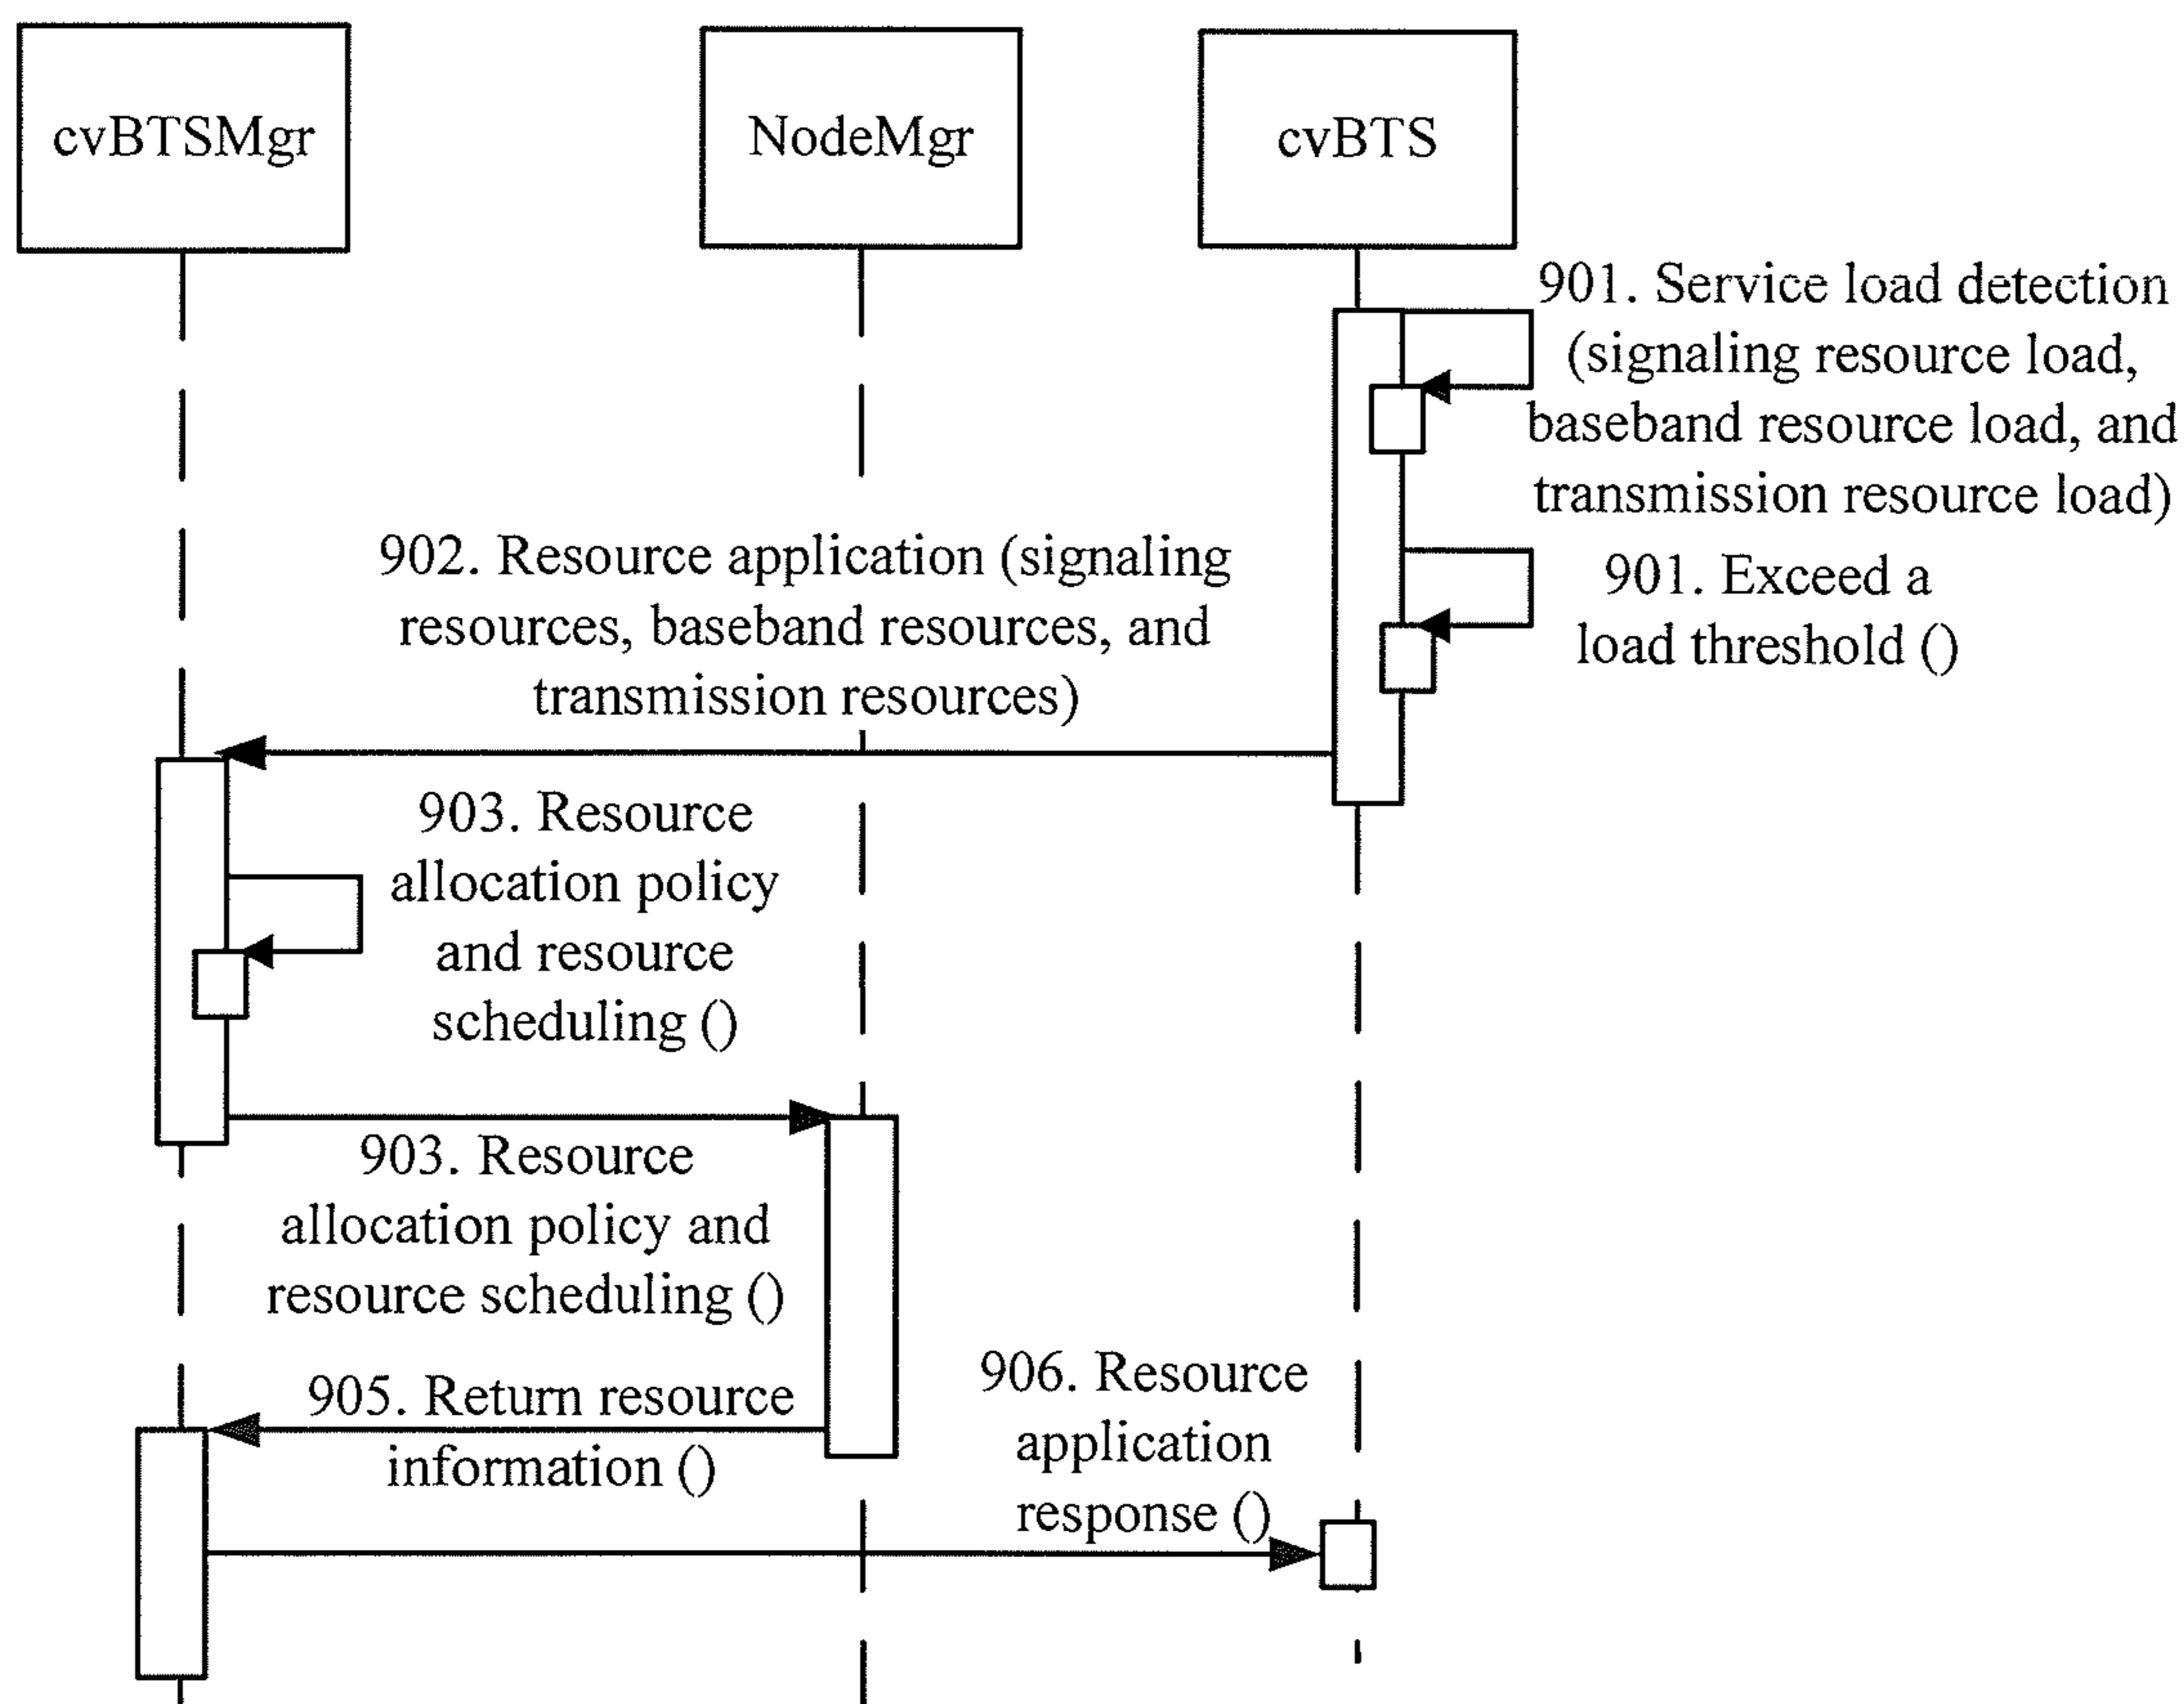 cvBTSMgr
NodeMgr
cvBTS
901. Service load detection
(signaling resource load,
baseband resource load, and
transmission resource load)
902. Resource application (signaling
resources, baseband resources, and
transmission resources)
901. Exceed a
load threshold ()
903. Resource
allocation policy
and resource
scheduling ()
903. Resource
allocation policy and
resource scheduling ()
905. Return resource
information ()
906. Resource
application
response ()